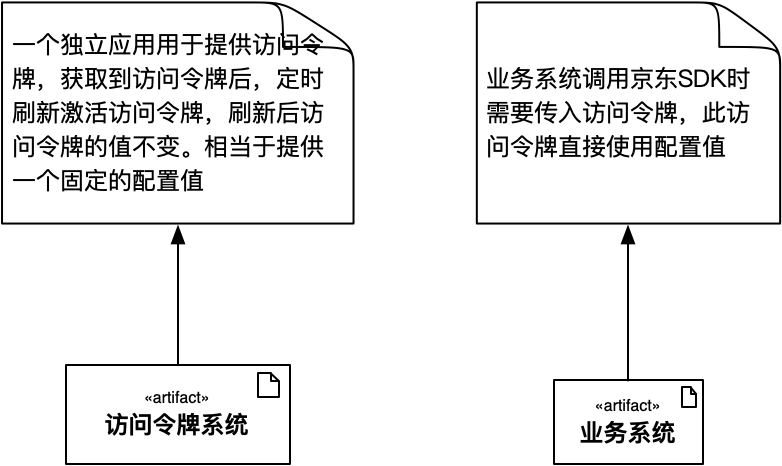 一个独立应用用于提供访问令
牌，获取到访问令牌后，定时
刷新激活访问令牌，刷新后访
问令牌的值不变。相当于提供
一个固定的配置值
业务系统调用京东SDK时
需要传入访问令牌，此访
问令牌直接使用配置值
«artifact»
访问令牌系统
«artifact»
业务系统